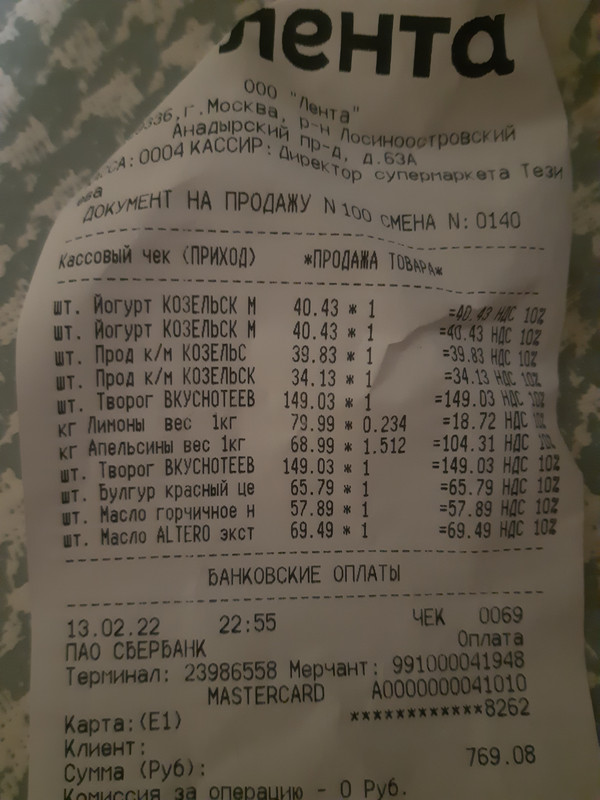 лента
ООО "Лента"
336,г.Москва, р-н Лосиноостровский
Анадырский пр-д, д.63А
ССА:0004 КАССИР: Директор супермаркета Тези
ева
ДОКУМЕНТ НА ПРОДАЖУ N 100 СМЕНА N: 0140
Кассовый чек (ПРИХОД) *ПРОДАЖА ТОВАРА*
шт. Йогурт КОЗЕЛЬСК М 40.43 * 1 =40.43 НДС 10%
шт. Йогурт КОЗЕЛЬСК М 40.43 * 1 =40.43 НДС 10%
шт. Прод к/м КОЗЕЛЬС 39.83 * 1 =39.83 НДС 10%
шт. Прод к/м КОЗЕЛЬСК 34.13 * 1 =34.13 НДС 10%
шт. Творог ВКУСНОТЕЕВ 149.03 * 1 =149.03 НДС 10%
кг Лимоны вес 1кг 79.99 * 0.234 =18.72 НДС 10%
кг Апельсины вес 1кг 68.99 * 1.512 =104.31 НДС 10%
шт. Творог ВКУСНОТЕЕВ 149.03 * 1 =149.03 НДС 10%
шт. Булгур красный це 65.79 * 1 =65.79 НДС 10%
шт. Масло горчичное н 57.89 * 1 =57.89 НДС 10%
шт. Масло ALTERO экст 69.49 * 1 =69.49 НДС 10%
БАНКОВСКИЕ ОПЛАТЫ
13.02.22 22:55 ЧЕК 0069
ПАО СБЕРБАНК Оплата
Терминал: 23986558 Мерчант: 991000041948
MASTERCARD A0000000041010
Карта:(E1) ************8262
Клиент:
Сумма (Руб): 769.08
Комиссия за операцию - 0 Руб.